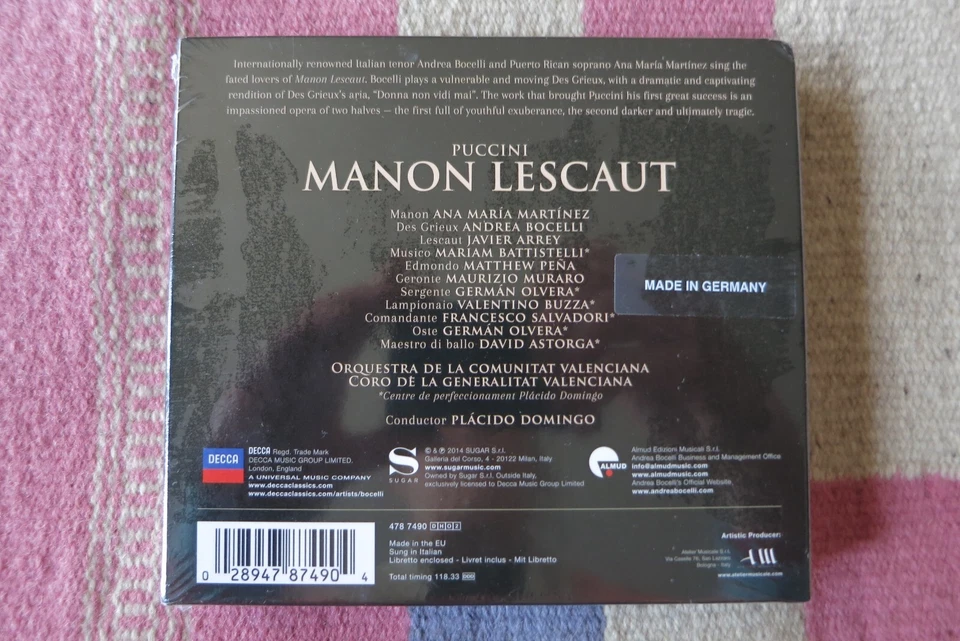 Internationally renowned Italian tenor Andrea Bocelli and Puerto Rican soprano Ana María Martínez sing the
fated lovers of Manon Lescaut. Bocelli plays a vulnerable and moving Des Grieux, with a dramatic and captivating
rendition of Des Grieux's aria, "Donna non vidi mai". The work that brought Puccini his first great success is an
impassioned opera of two halves – the first full of youthful exuberance, the second darker and ultimately tragic.
PUCCINI
MANON LESCAUT
Manon ANA MARÍA MARTÍNEZ
Des Grieux ANDREA BOCELLI
Lescaut JAVIER ARREY
Musico MARIAM BATTISTELLI*
Edmondo MATTHEW PEÑA
Geronte MAURIZIO MURARO
Sergente GERMÁN OLVERA*
Lampionaio VALENTINO BUZZA*
Comandante FRANCESCO SALVADORI*
Oste GERMÁN OLVERA*
Maestro di ballo DAVID ASTORGA*
MADE IN GERMANY
ORQUESTRA DE LA COMUNITAT VALENCIANA
CORO DE LA GENERALITAT VALENCIANA
*Centre de perfeccionament Plácido Domingo
Conductor PLÁCIDO DOMINGO
DECCA
DECCA Regd. Trade Mark
DECCA MUSIC GROUP LIMITED.
London, England
A UNIVERSAL MUSIC COMPANY
www.deccaclassics.com
www.deccaclassics.com/artists/bocelli
S
SUGAR
© & ℗ 2014 SUGAR S.r.l.
Galleria del Corso, 4 - 20122 Milan, Italy
www.sugarmusic.com
Owned by Sugar S.r.l. Outside Italy,
exclusively licensed to Decca Music Group Limited
ALMUD
Almud Edizioni Musicali S.r.l.
Andrea Bocelli Business and Management Office
info@almudmusic.com
www.almudmusic.com
Andrea Bocelli's Official Website
www.andreabocelli.com
0 28947 87490 4
478 7490 DH02
Made in the EU
Sung in Italian
Libretto enclosed - Livret inclus - Mit Libretto
Total timing 118.33 DDD
Artistic Producer:
Atelier Musicale S.r.l.
Bologna - Italy
www.ateliermusicale.com